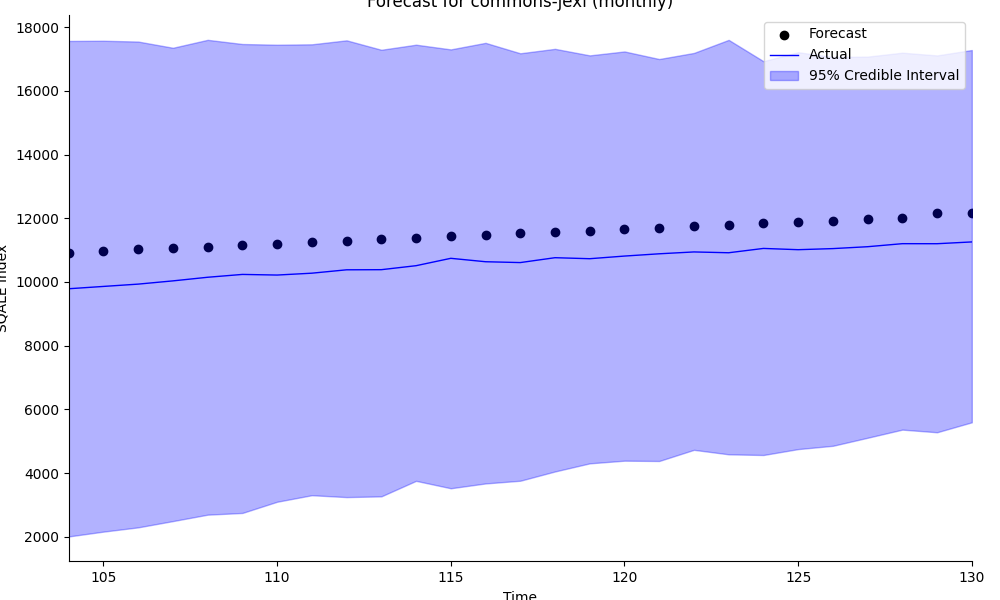 Forecast for commons-jexl (monthly)
18000
16000
14000
12000
10000
8000
6000
4000
2000
SQALE Index
Forecast
Actual
95% Credible Interval
105
110
115
120
125
130
Time